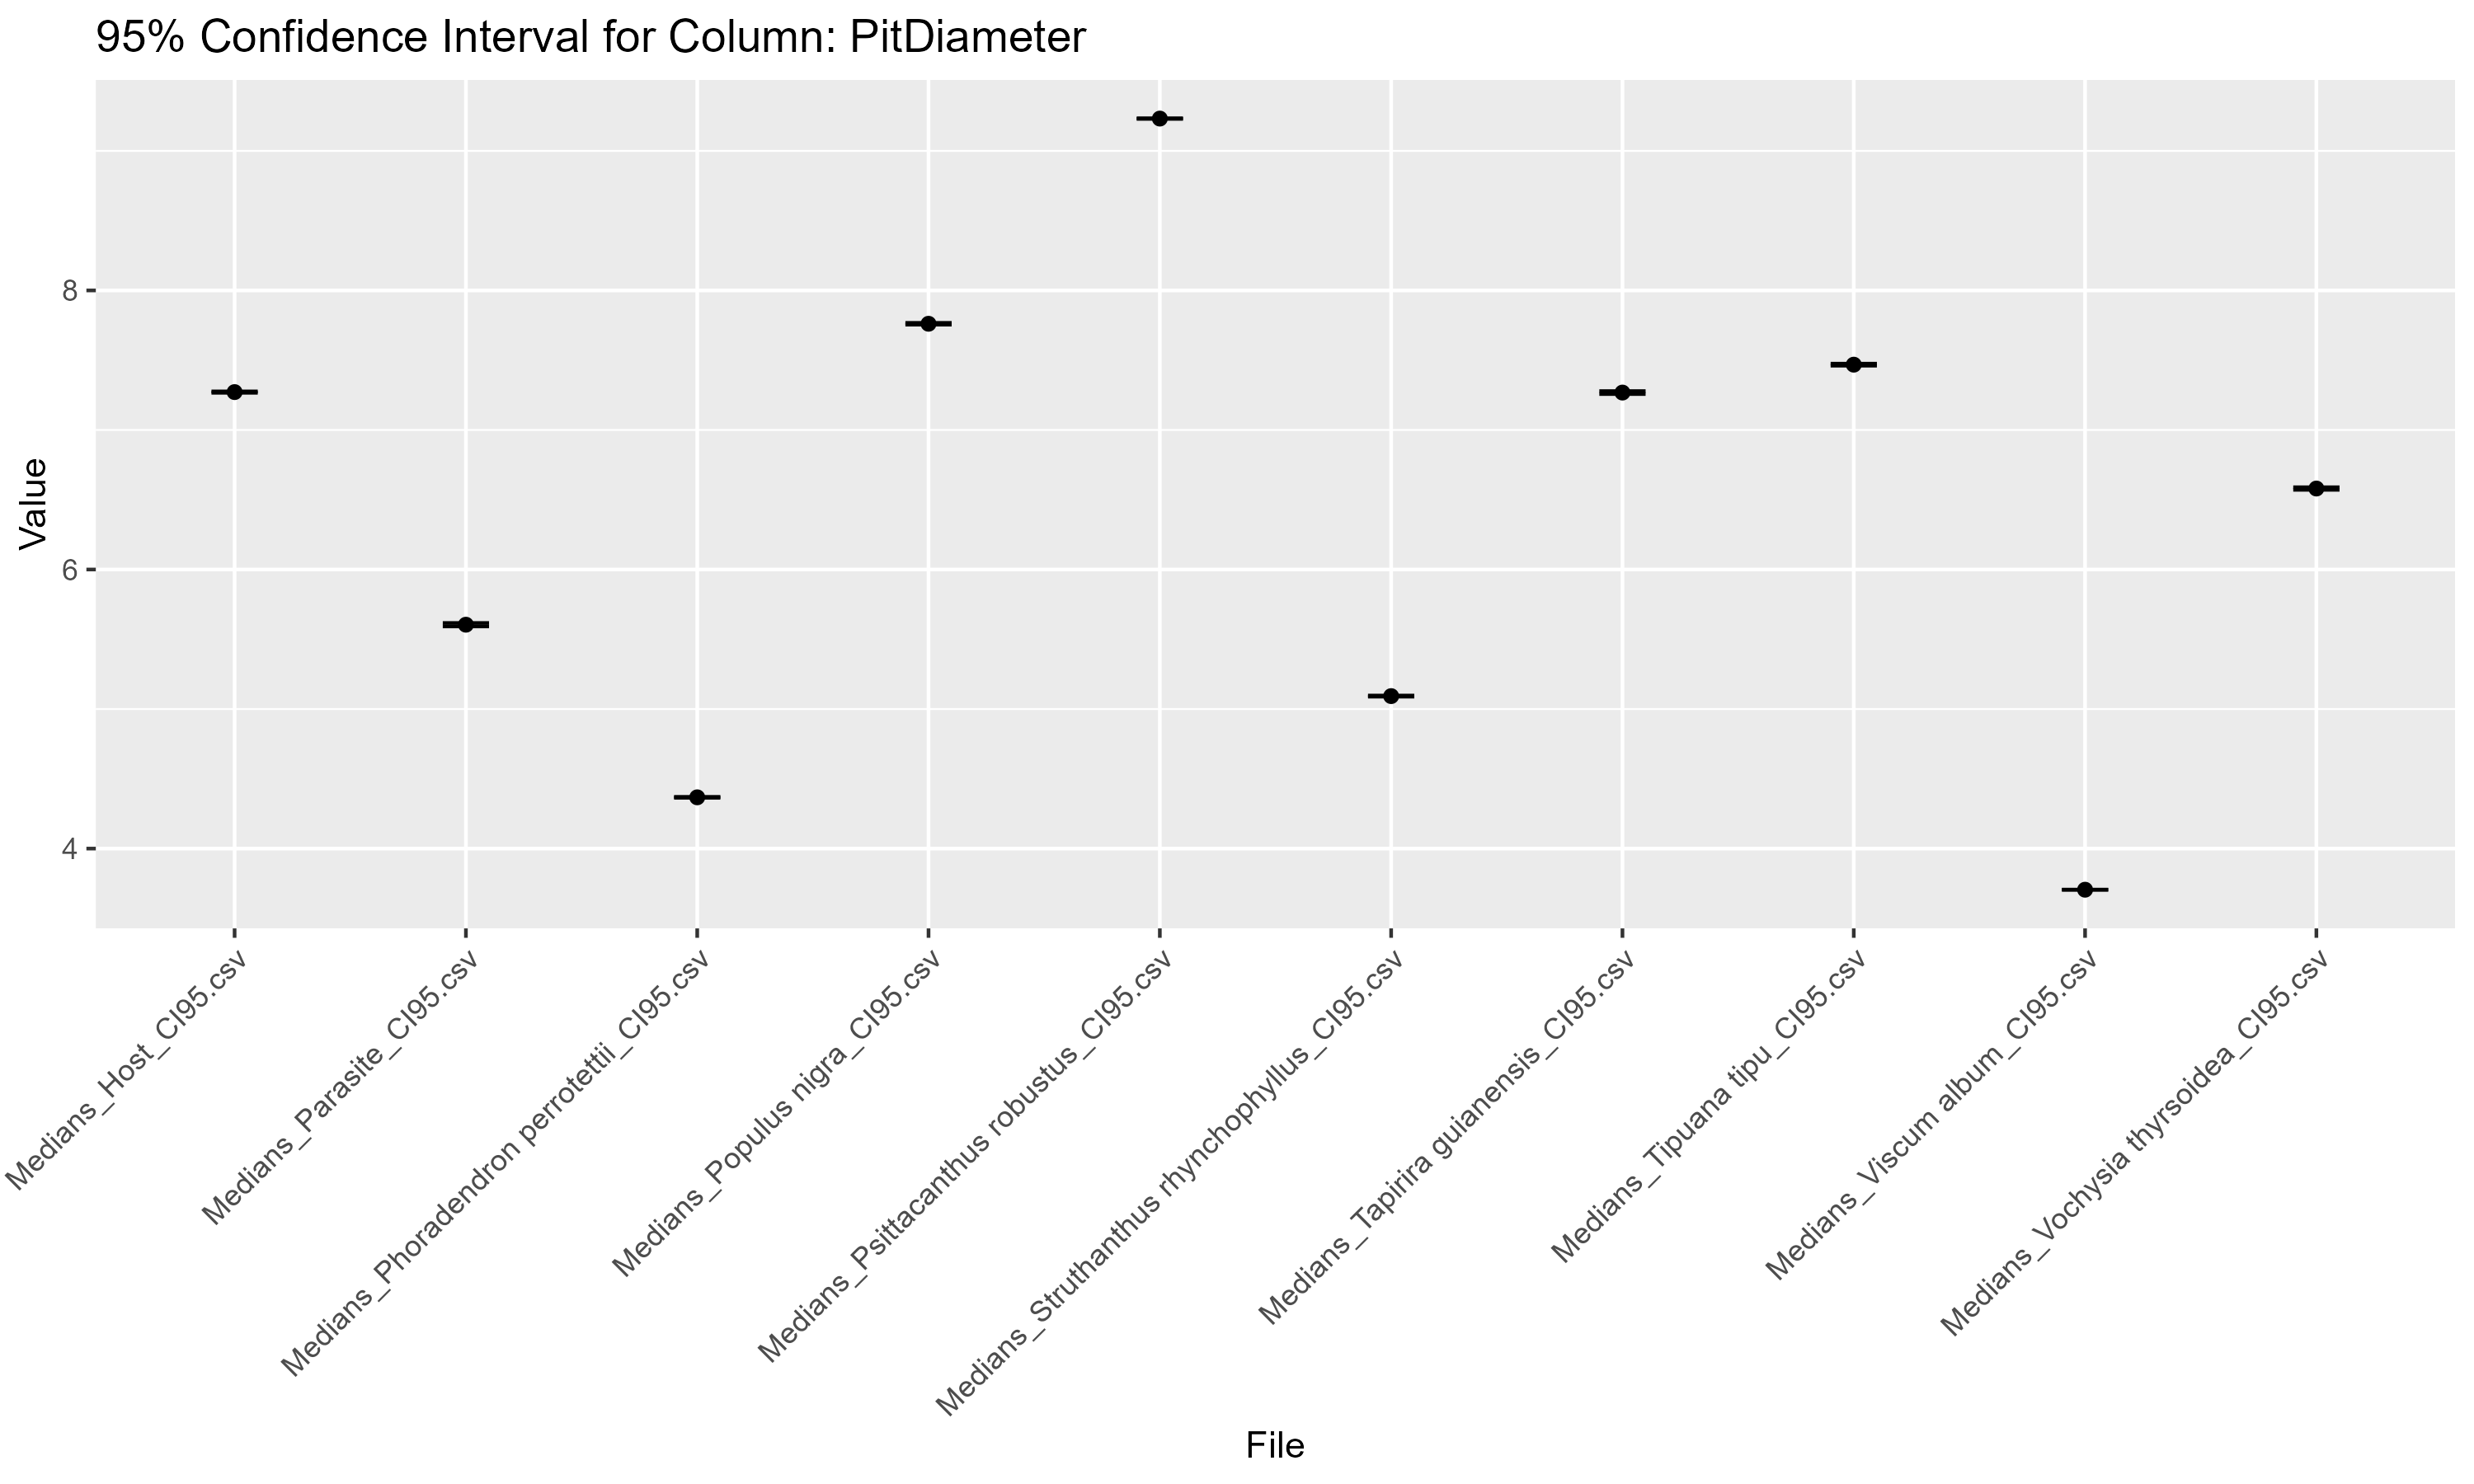 95% Confidence Interval for Column: PitDiameter
Value
8
6
4
Medians_Host_CI95.csv
Medians_Parasite_CI95.csv
Medians_Phoradendron perrotettii_CI95.csv
Medians_Populus nigra_CI95.csv
Medians_Psittacanthus robustus_CI95.csv
Medians_Struthanthus rhynchophyllus_CI95.csv
Medians_Tapirira guianensis_CI95.csv
Medians_Tipuana tipu_CI95.csv
Medians_Viscum album_CI95.csv
Medians_Vochysia thyrsoidea_CI95.csv
File